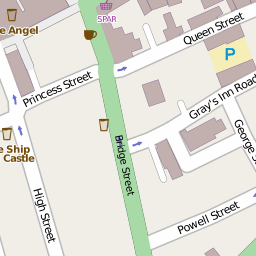 SPAR
e Angel
Queen Street
P
Princess Street
Gray's Inn Road
Bridge Street
George S
e Ship
Castle
High Street
Powell Street